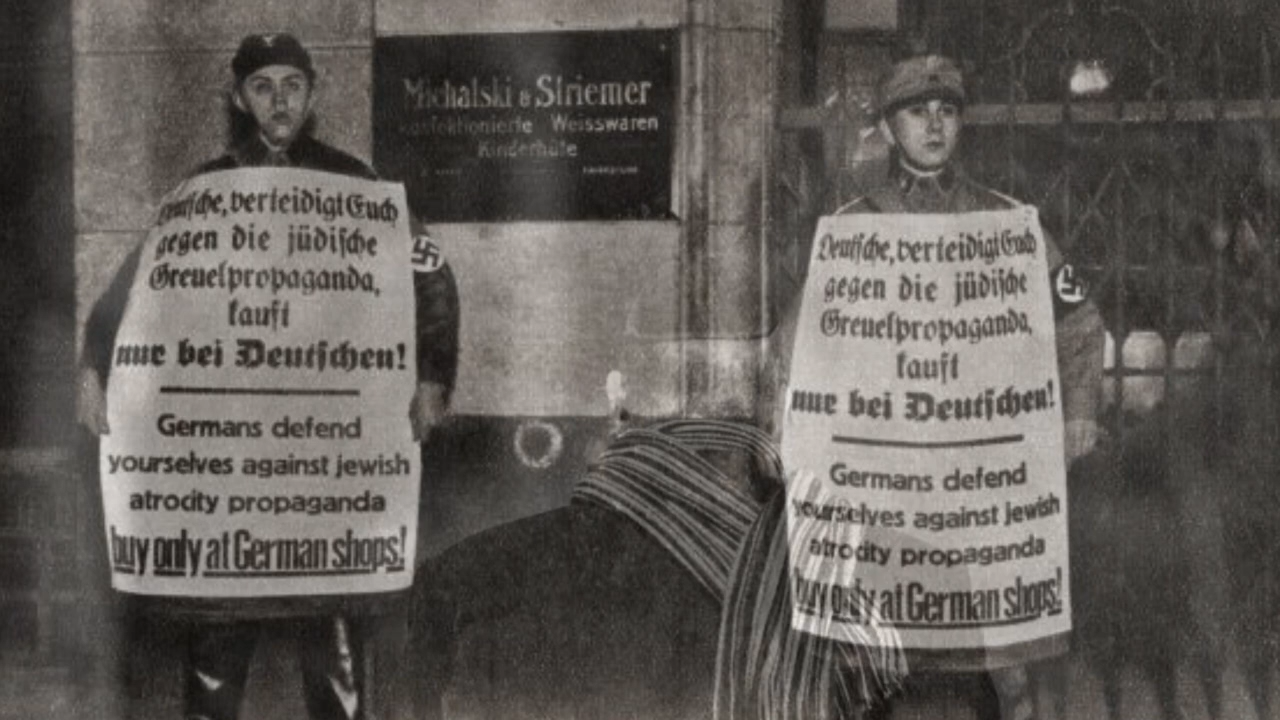 Michalski & Striemer
Konfektionierte Weisswaren
Kinderhüte
Deutsche, verteidigt Euch
gegen die jüdische
Greuelpropaganda,
kauft
nur bei Deutschen!
Germans defend
yourselves against jewish
atrocity propaganda
buy only at German shops!
Deutsche, verteidigt Euch
gegen die jüdische
Greuelpropaganda,
kauft
nur bei Deutschen!
Germans defend
yourselves against Jewish
atrocity propaganda
buy only at German shops!